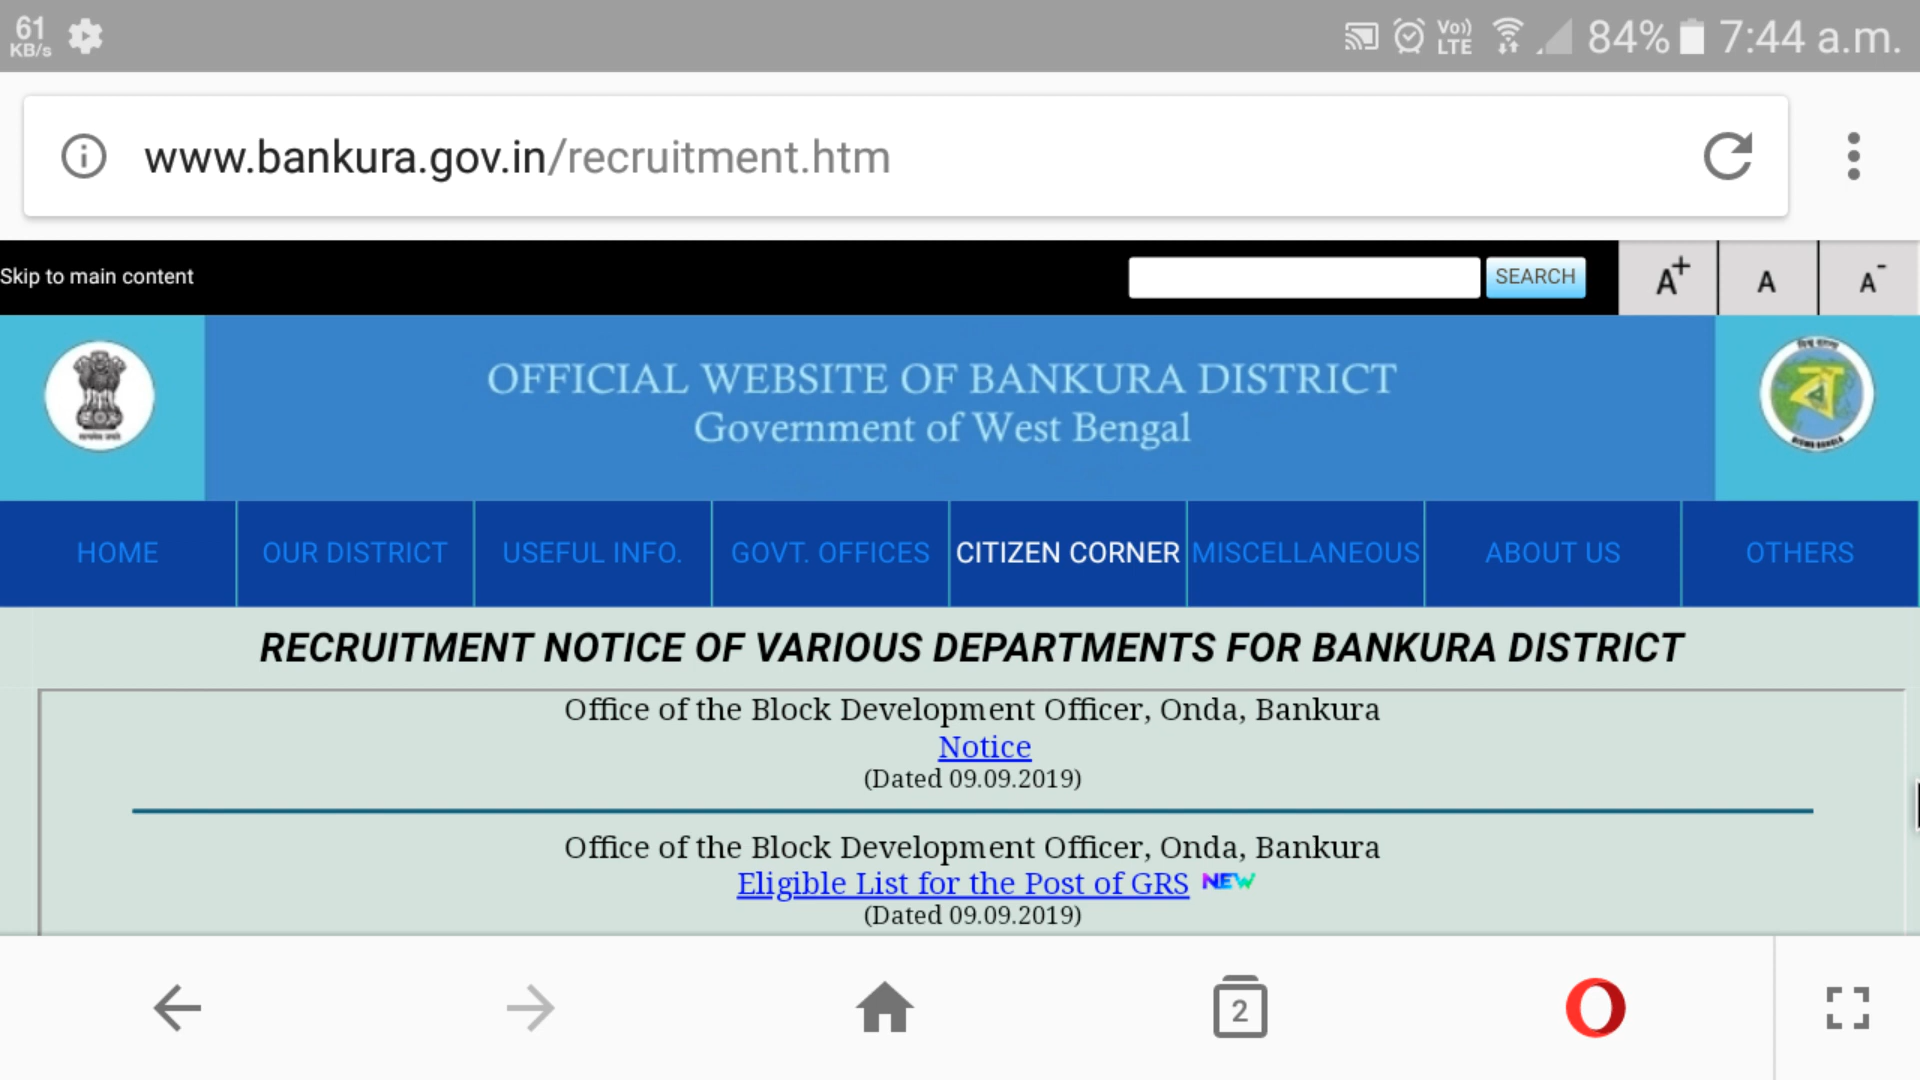 61
KB/s
Vo))
LTE
84%
7:44 a.m.
www.bankura.gov.in/recruitment.htm
Skip to main content
SEARCH
A+
A
A-
OFFICIAL WEBSITE OF BANKURA DISTRICT
Government of West Bengal
HOME
OUR DISTRICT
USEFUL INFO.
GOVT. OFFICES
CITIZEN CORNER
MISCELLANEOUS
ABOUT US
OTHERS
RECRUITMENT NOTICE OF VARIOUS DEPARTMENTS FOR BANKURA DISTRICT
Office of the Block Development Officer, Onda, Bankura
Notice
(Dated 09.09.2019)
Office of the Block Development Officer, Onda, Bankura
Eligible List for the Post of GRS NEW
(Dated 09.09.2019)
2